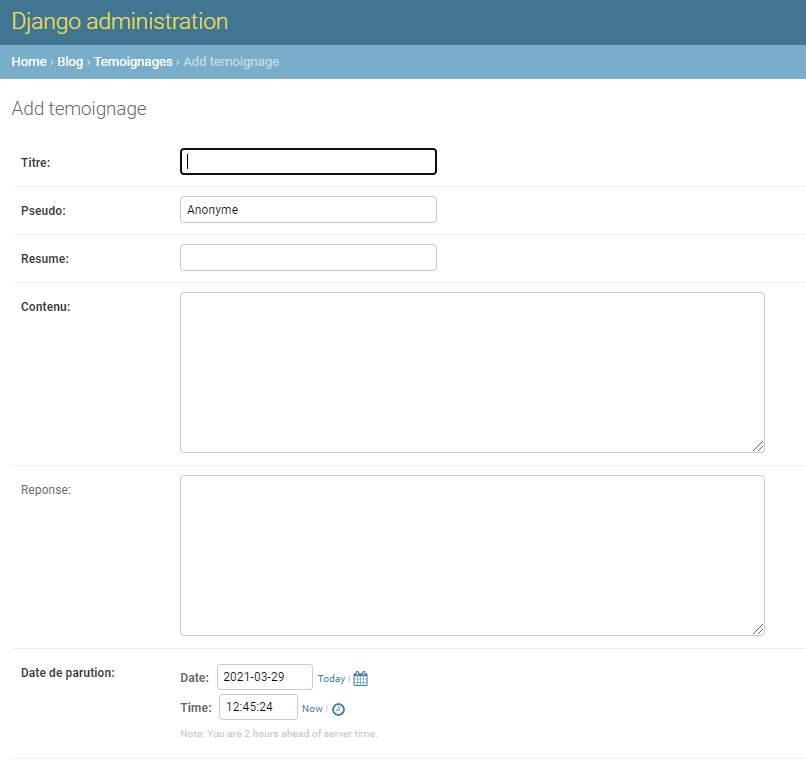 Django administration
Home › Blog › Temoignages › Add temoignage
Add temoignage
Titre:
Pseudo: Anonyme
Resume:
Contenu:
Reponse:
Date de parution: Date: 2021-03-29 Today |
Time: 12:45:24 Now |
Note: You are 2 hours ahead of server time.